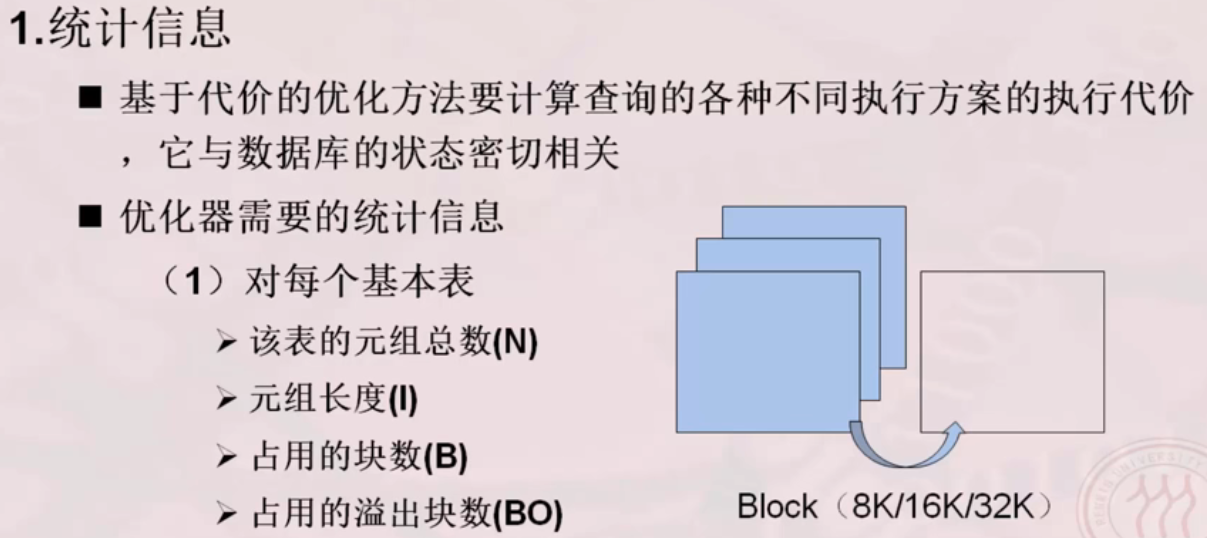 1.统计信息
■ 基于代价的优化方法要计算查询的各种不同执行方案的执行代价
，它与数据库的状态密切相关
■ 优化器需要的统计信息
（1）对每个基本表
➢ 该表的元组总数(N)
➢ 元组长度(l)
➢ 占用的块数(B)
➢ 占用的溢出块数(BO)
Block（8K/16K/32K）